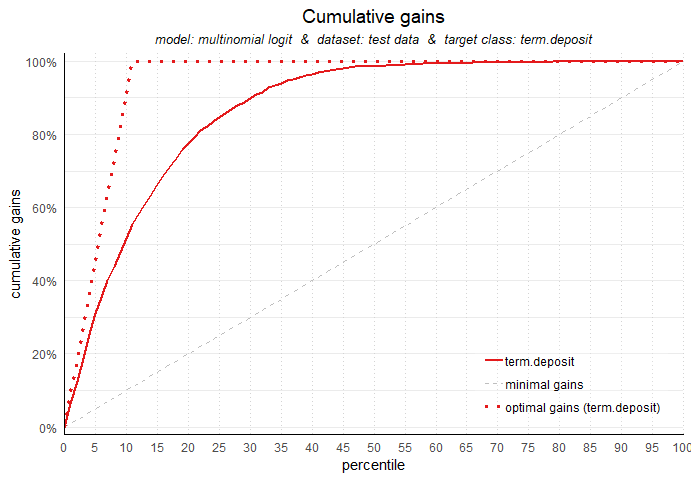 Cumulative gains
model: multinomial logit & dataset: test data & target class: term.deposit
cumulative gains
100%
80%
60%
40%
20%
0%
term.deposit
minimal gains
optimal gains (term.deposit)
0 5 10 15 20 25 30 35 40 45 50 55 60 65 70 75 80 85 90 95 100
percentile